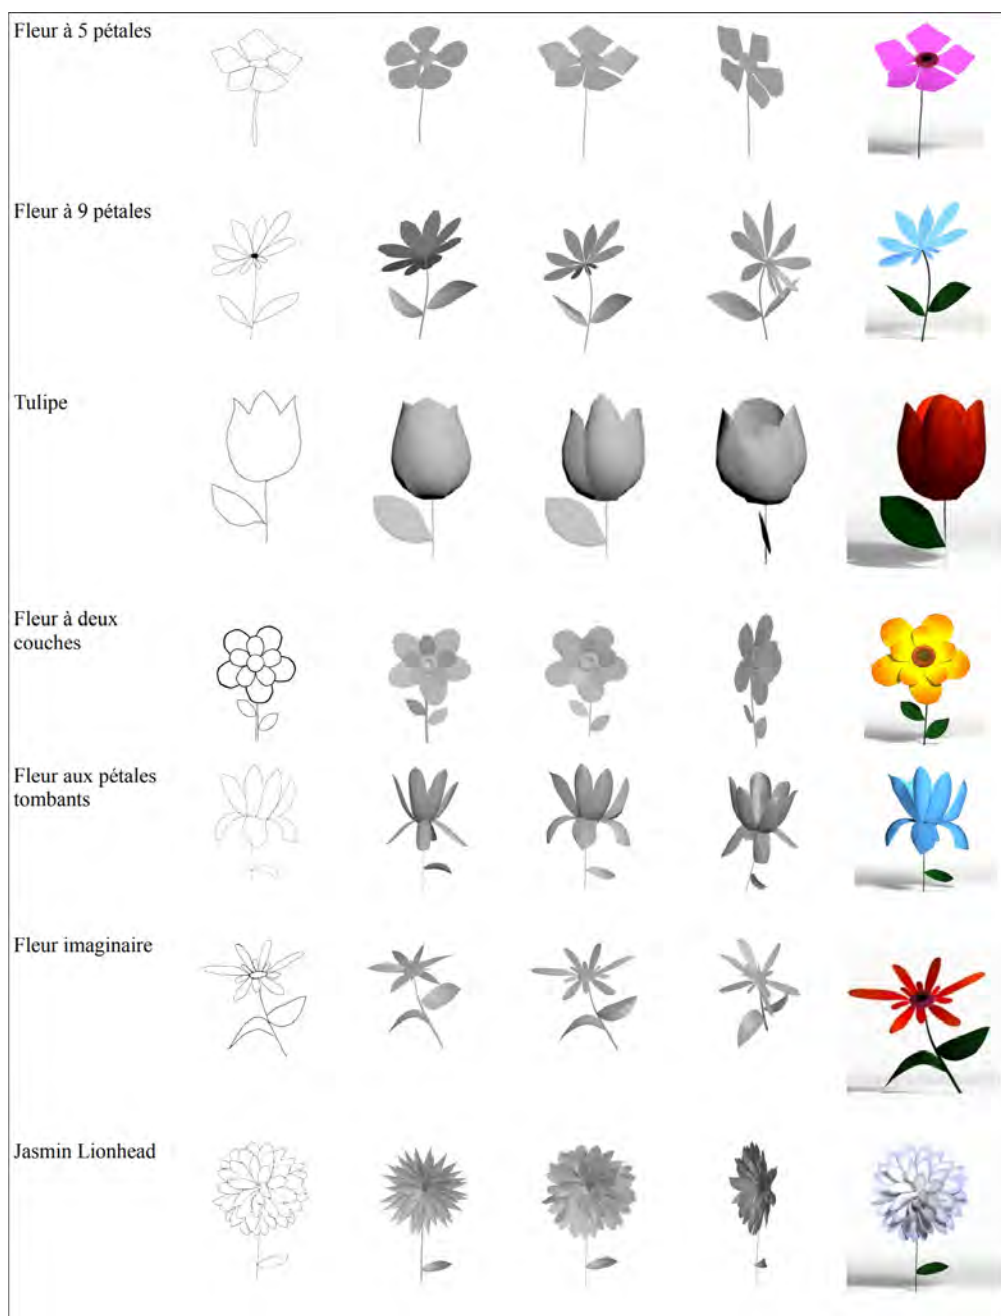 Fleur à 5 pétales
Fleur à 9 pétales
Tulipe
Fleur à deux
couches
Fleur aux pétales
tombants
Fleur imaginaire
Jasmin Lionhead